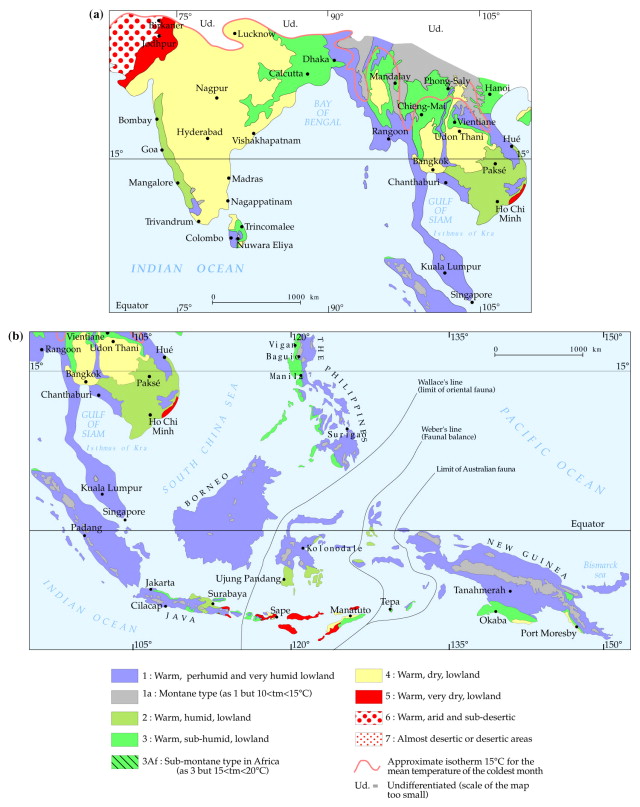 (a)
75°
Ud.
Ud.
90°
Ud.
105°
Bikaner
Jodhpur
Lucknow
Dhaka
Calcutta
Mandalay
Phong-Saly
Hanoi
Nagpur
Chieng-Mai
Bombay
BAY
OF
BENGAL
Hyderabad
Vishakhapatnam
Rangoon
Vientiane
Udon Thani
Hué
Goa
15°
15°
Bangkok
Paksé
Mangalore
Madras
Chanthaburi
Nagappatinam
GULF
OF
SIAM
Ho Chi
Minh
Trivandrum
Trincomalee
Colombo
Nuwara Eliya
Isthmes of Kra
INDIAN OCEAN
Kuala Lumpur
0 1000 km
Singapore
Equator
75°
90°
105°
(b)
Vientiane
105°
120°
135°
150°
Rangoon
Udon Thani
Hué
Vigan
Baguio
THE PHILIPPINES
0 1000 km
15°
15°
Bangkok
Paksé
Manila
Chanthaburi
Wallace's line
(limit of oriental fauna)
GULF
OF
SIAM
Ho Chi
Minh
Isthmes of Kra
SOUTH CHINA SEA
Surigao
Weber's line
(Faunal balance)
PACIFIC OCEAN
Limit of Australian fauna
Kuala Lumpur
BORNEO
Singapore
Padang
Equator
Kolonodale
NEW GUINEA
Bismarck
sea
Ujung Pandang
Jakarta
Surabaya
Tanahmerah
INDIAN OCEAN
Cilacap
JAVA
Sape
Manatuto
Tepa
Okaba
Port Moresby
105°
120°
135°
150°
1 : Warm, perhumid and very humid lowland
1a : Montane type (as 1 but 10<tm<15°C)
2 : Warm, humid, lowland
3 : Warm, sub-humid, lowland
3Af : Sub-montane type in Africa
(as 3 but 15<tm<20°C)
4 : Warm, dry, lowland
5 : Warm, very dry, lowland
6 : Warm, arid and sub-desertic
7 : Almost desertic or desertic areas
Approximate isotherm 15°C for the
mean temperature of the coldest month
Ud. = Undifferentiated (scale of the map
too small)